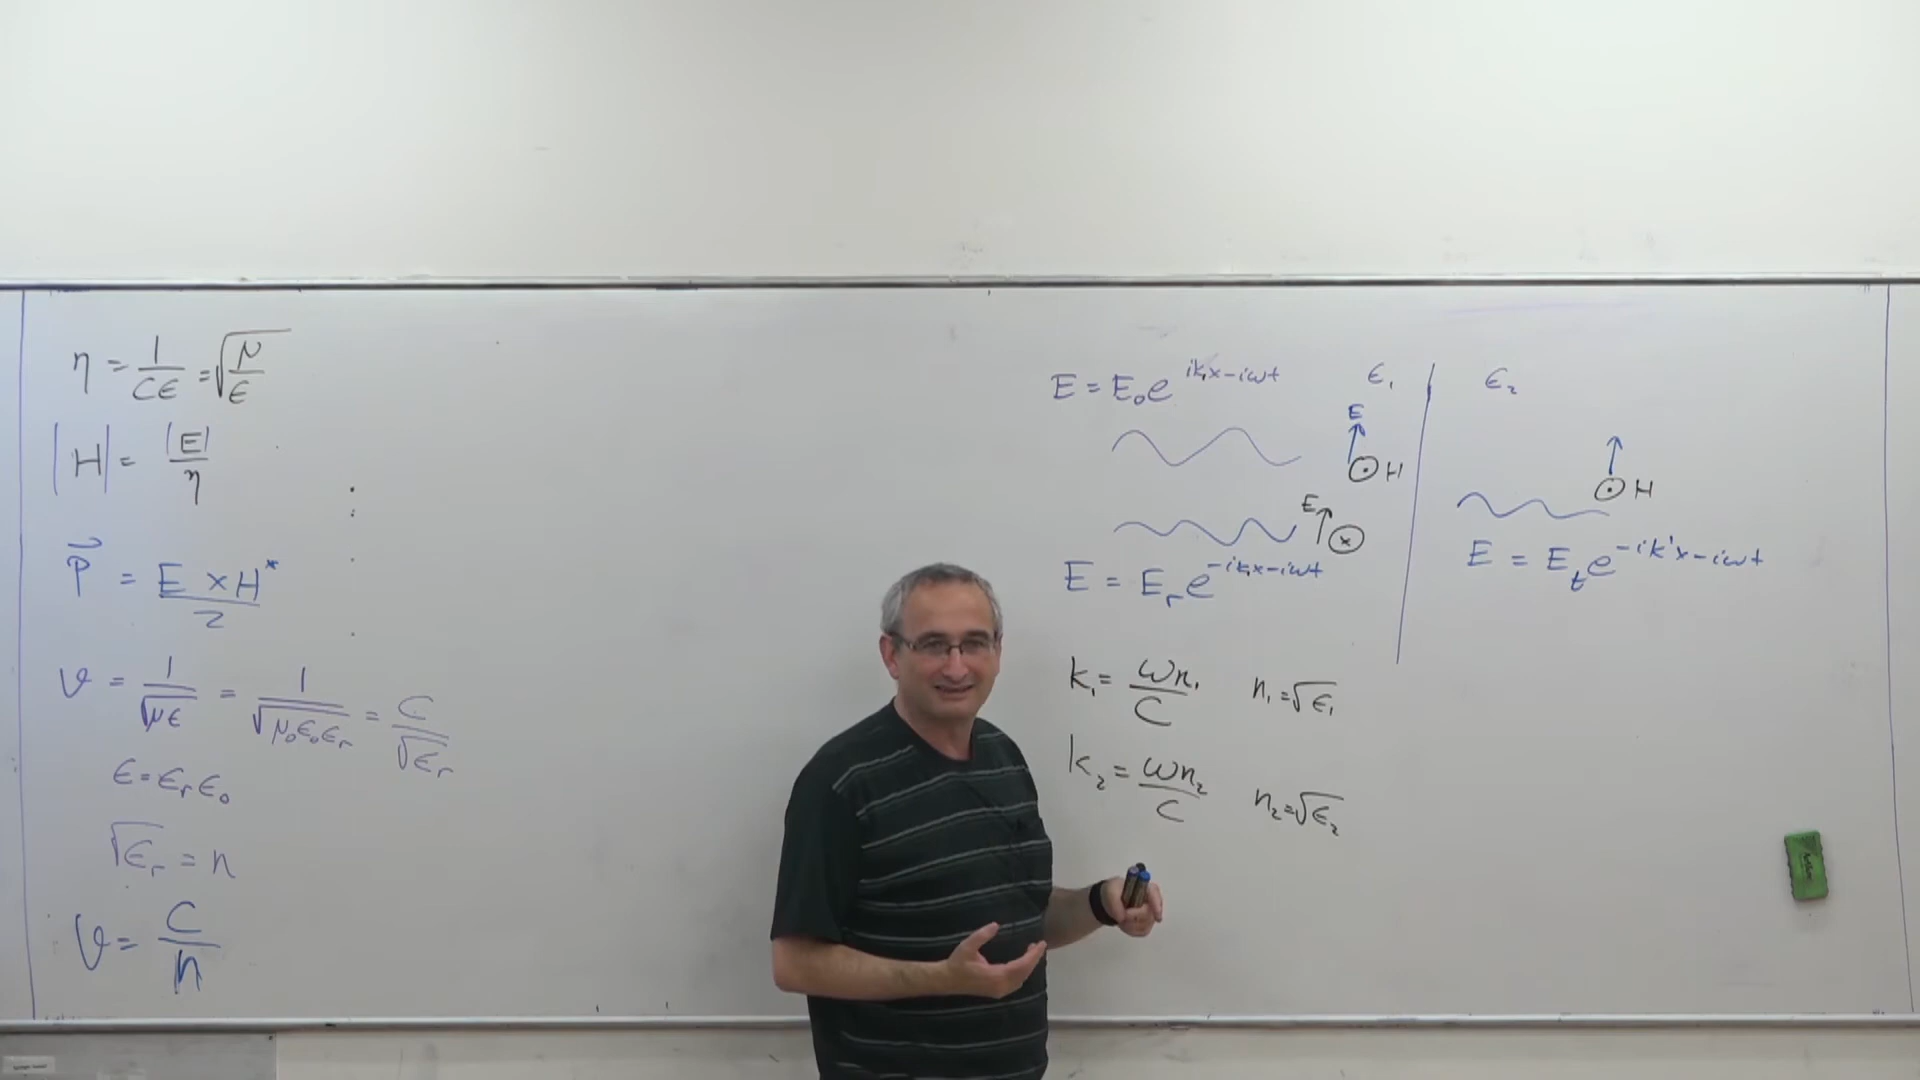 η = 1/(cϵ) = √(μ/ϵ)
|H| = |E|/η
P⃗ = (E × H*)/2
v = 1/√(μϵ) = 1/√(μ₀ϵ₀ϵᵣ) = C/√ϵᵣ
ϵ = ϵᵣϵ₀
√ϵᵣ = n
v = C/n
E = E₀e^(ik₁x-iωt)
ϵ₁
ϵ₂
E
H
E
H
E = Eᵣe^(-ik₁x-iωt)
E = Eₜe^(-ik'x-iωt)
k₁ = ωn₁/C n₁ = √ϵ₁
k₂ = ωn₂/C n₂ = √ϵ₂